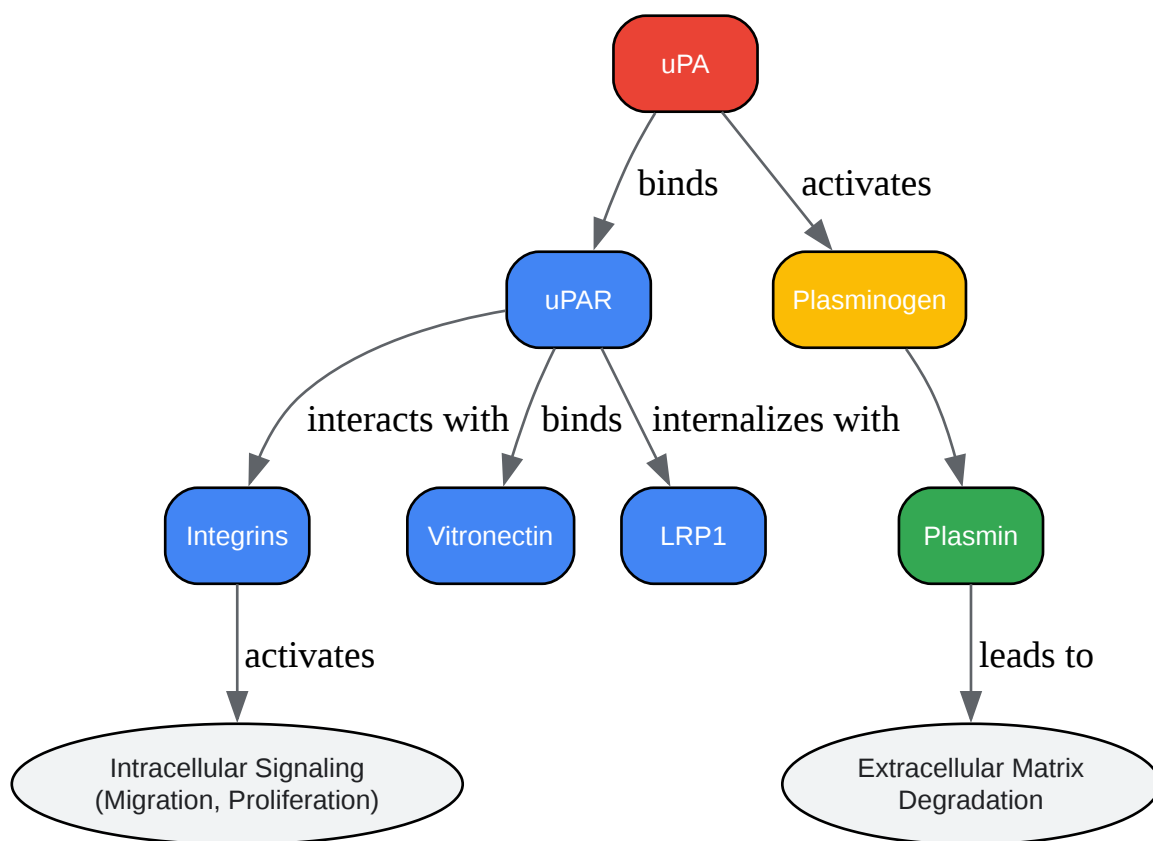 uPA
binds
activates
uPAR
Plasminogen
interacts with
binds
internalizes with
Integrins
Vitronectin
LRP1
Plasmin
activates
leads to
Intracellular Signaling
(Migration, Proliferation)
Extracellular Matrix
Degradation